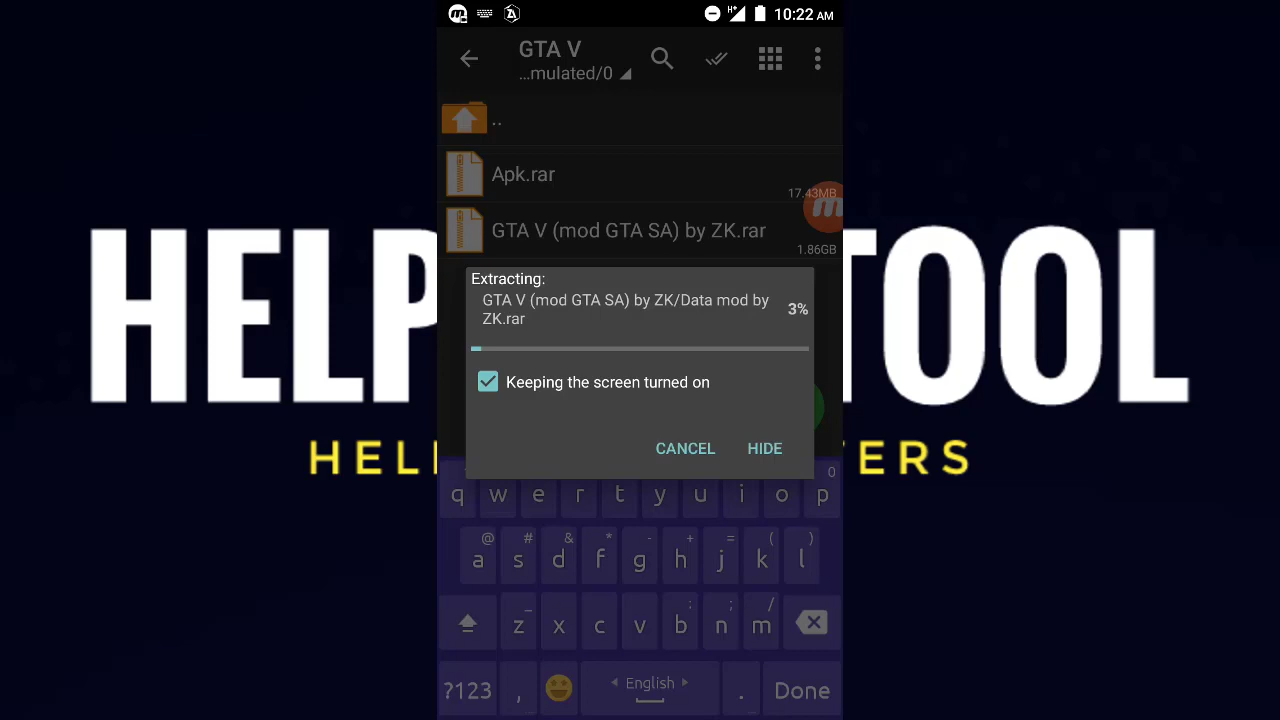 H+ 10:22 AM
GTA V
...mulated/0
..
Apk.rar
17.43MB
GTA V (mod GTA SA) by ZK.rar
1.86GB
HELP TOOL
HEL ERS
Extracting:
GTA V (mod GTA SA) by ZK/Data mod by
ZK.rar
3%
Keeping the screen turned on
CANCEL HIDE
0
q w e r t y u i o p
@ # & * - + = ( )
a s d f g h j k l
_ : ; /
z x c v b n m
?123 , English . Done